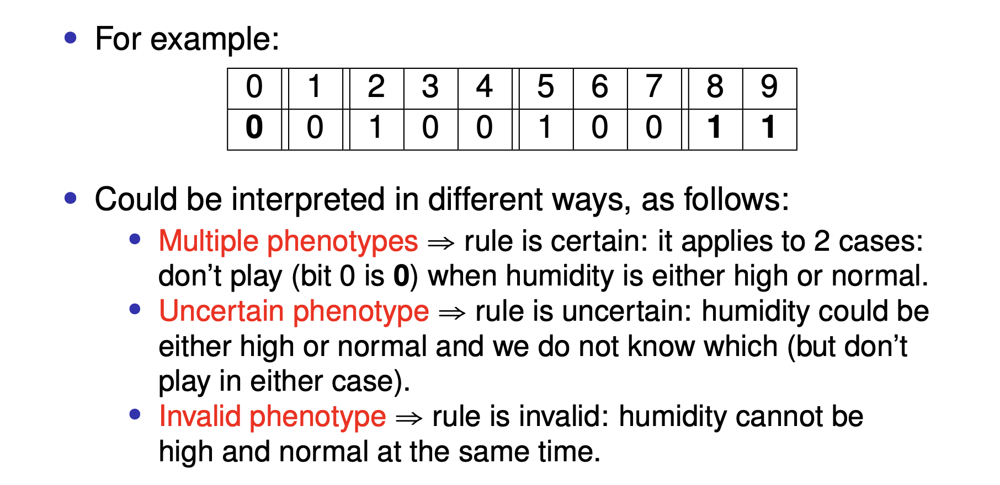 • For example:
0 1 2 3 4 5 6 7 8 9
0 0 1 0 0 1 0 0 1 1
• Could be interpreted in different ways, as follows:
• Multiple phenotypes ⇒ rule is certain: it applies to 2 cases:
don’t play (bit 0 is 0) when humidity is either high or normal.
• Uncertain phenotype ⇒ rule is uncertain: humidity could be
either high or normal and we do not know which (but don’t
play in either case).
• Invalid phenotype ⇒ rule is invalid: humidity cannot be
high and normal at the same time.